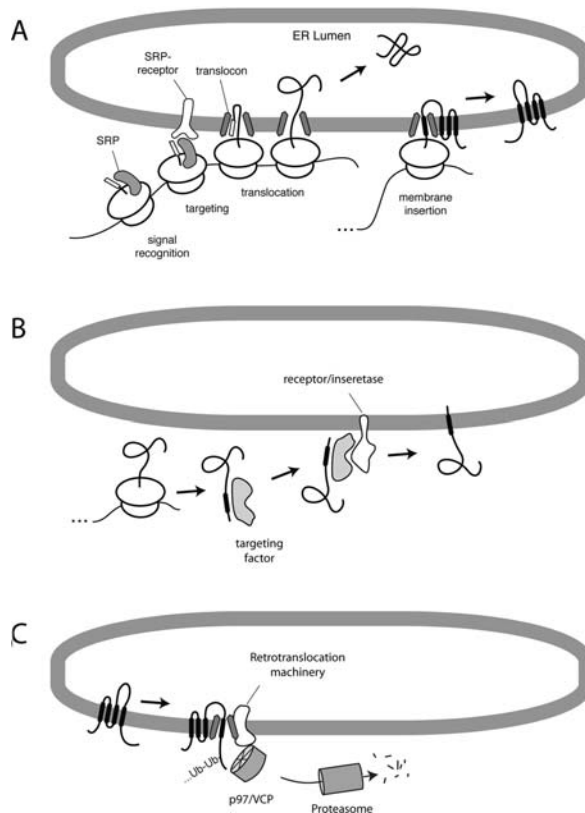 A
ER Lumen
SRP-
receptor
translocon
SRP
targeting
translocation
signal
recognition
membrane
insertion
....
B
receptor/inseretase
...
targeting
factor
C
Retrotranslocation
machinery
...Ub-Ub-
p97/VCP
Proteasome